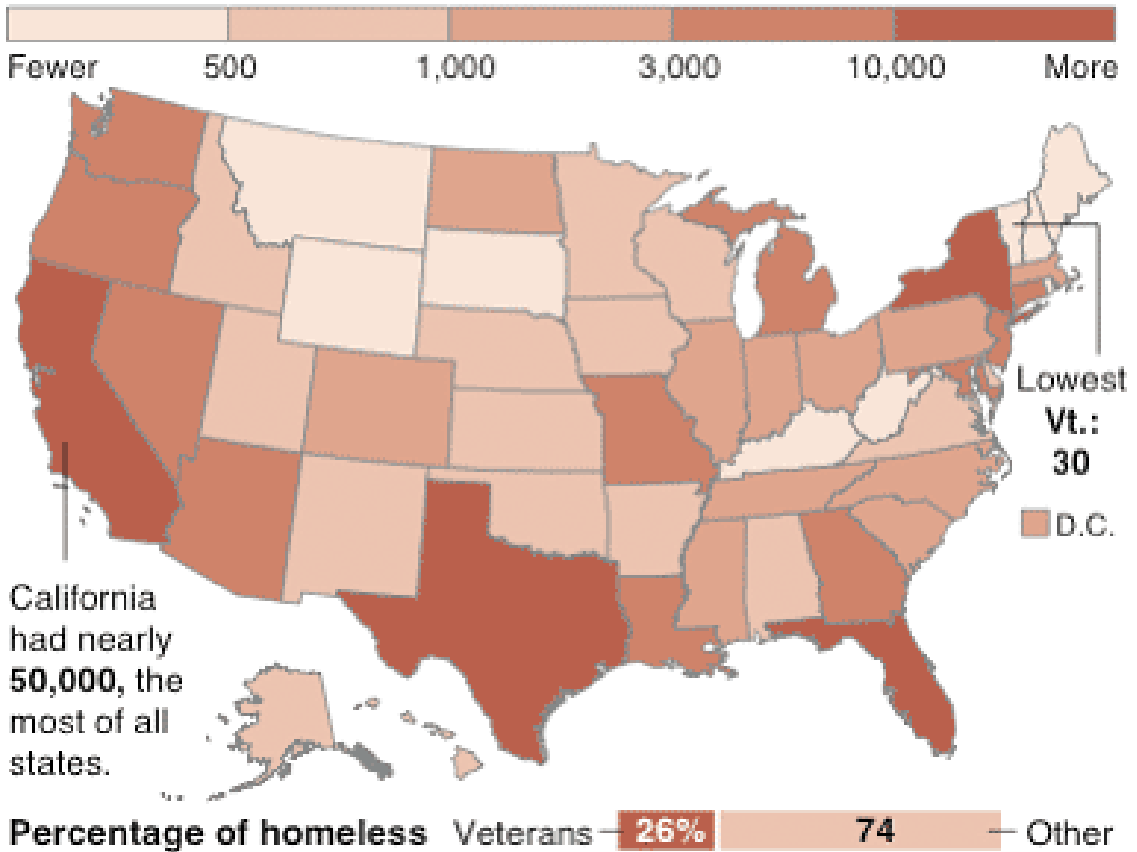 Fewer 500 1,000 3,000 10,000 More
Lowest
Vt.:
30
D.C.
California
had nearly
50,000, the
most of all
states.
Percentage of homeless Veterans 26% 74 Other